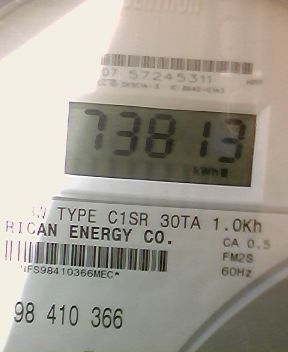 CENTRON
07 57245311
73813
kWh
TYPE C1SR 30TA 1.0Kh
RICAN ENERGY CO.
CA 0.5
FM2S
60Hz
98 410 366